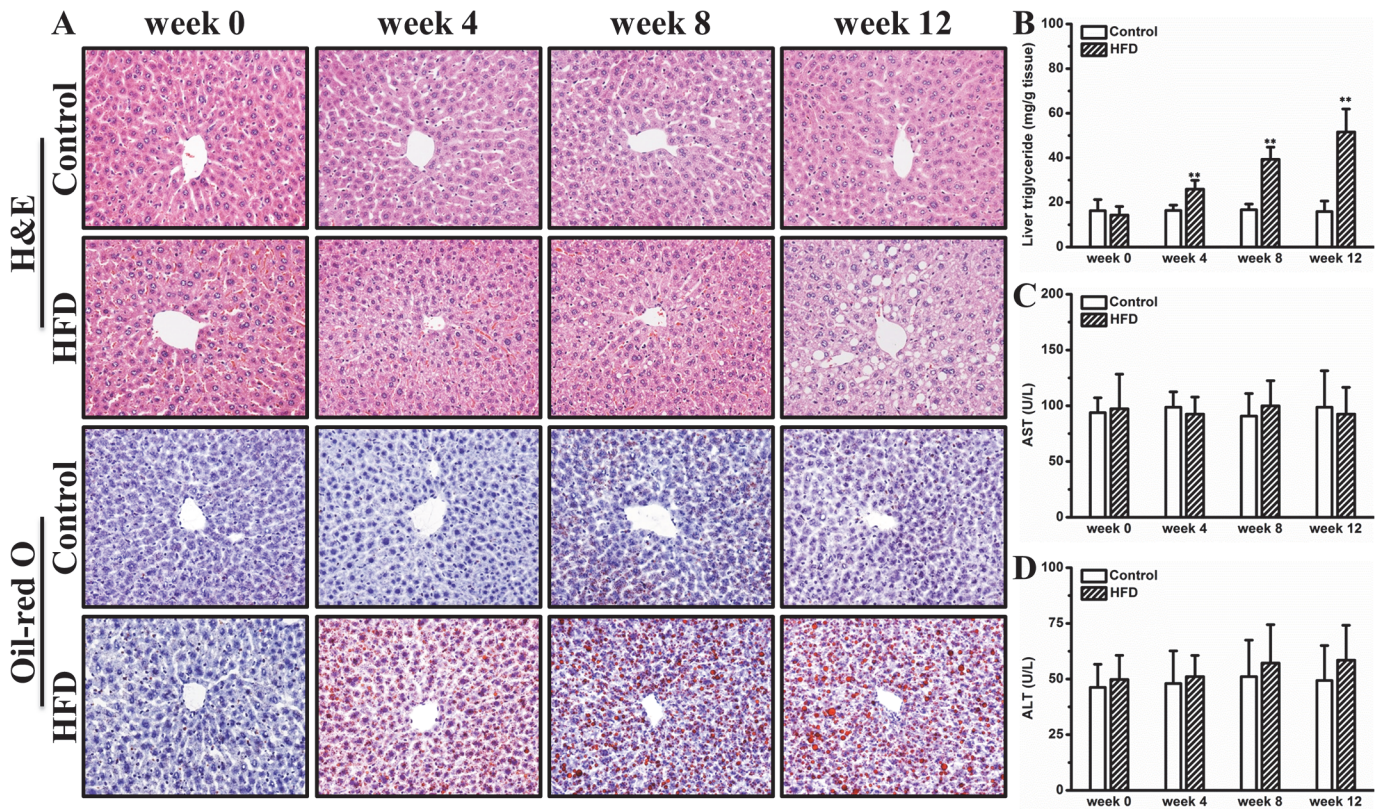 A
week 0
week 4
week 8
week 12
H&E
Control
HFD
Oil-red O
Control
HFD
B
Liver triglyceride (mg/g tissue)
100
80
60
40
20
0
Control
HFD
**
**
**
week 0
week 4
week 8
week 12
C
AST (U/L)
200
150
100
50
0
Control
HFD
week 0
week 4
week 8
week 12
D
ALT (U/L)
100
75
50
25
0
Control
HFD
week 0
week 4
week 8
week 12